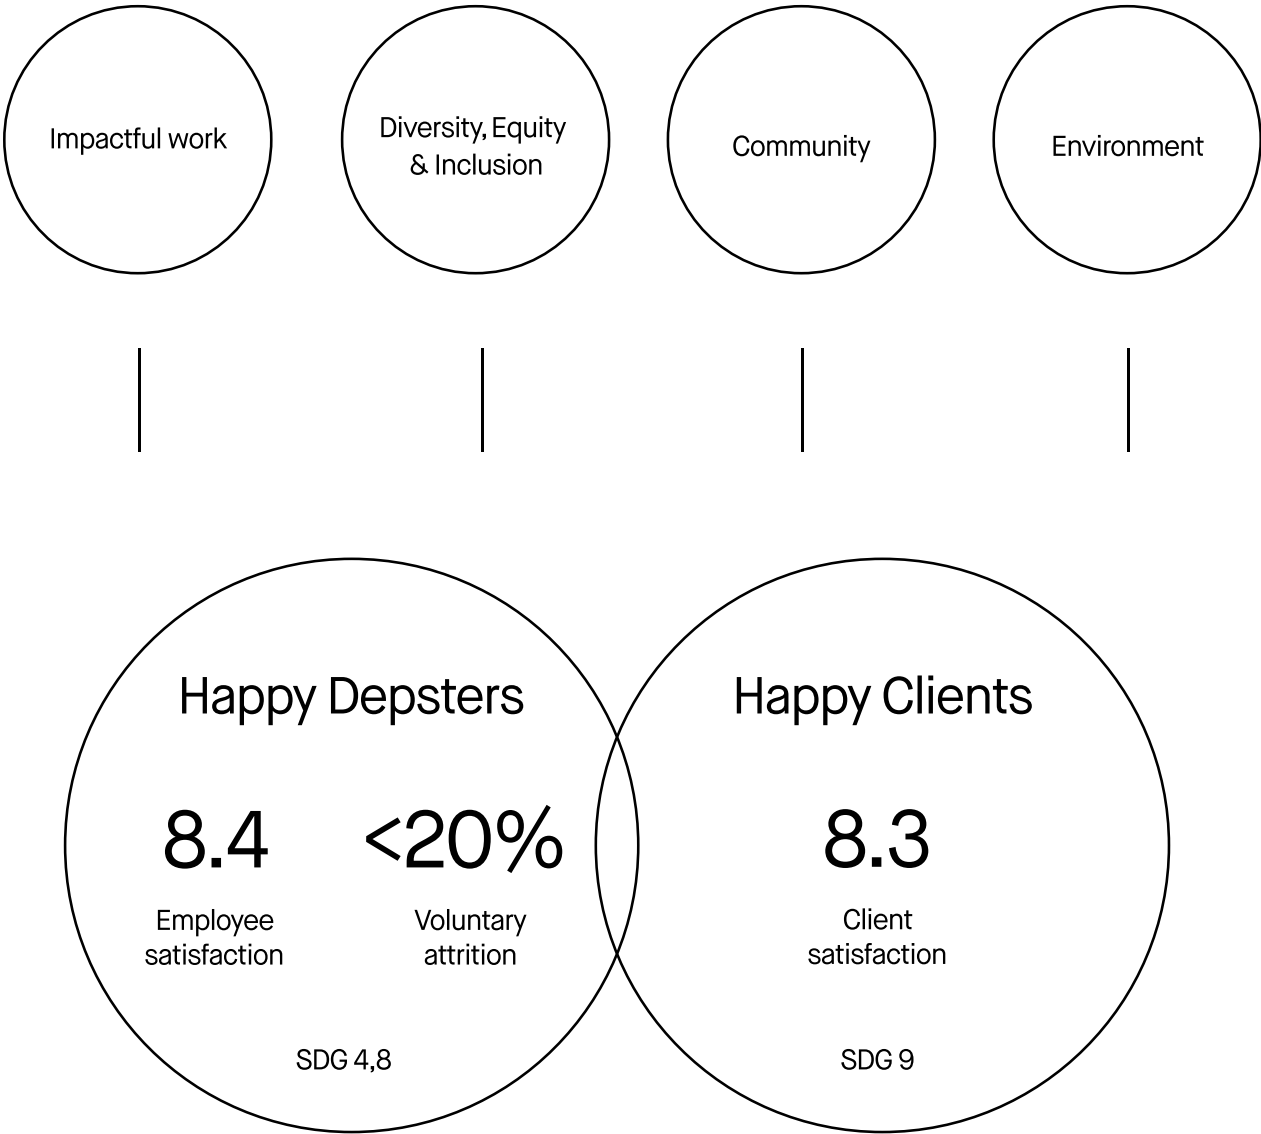 Impactful work
Diversity, Equity
& Inclusion
Community
Environment
Happy Depsters
8.4
Employee
satisfaction
<20%
Voluntary
attrition
SDG 4,8
Happy Clients
8.3
Client
satisfaction
SDG 9